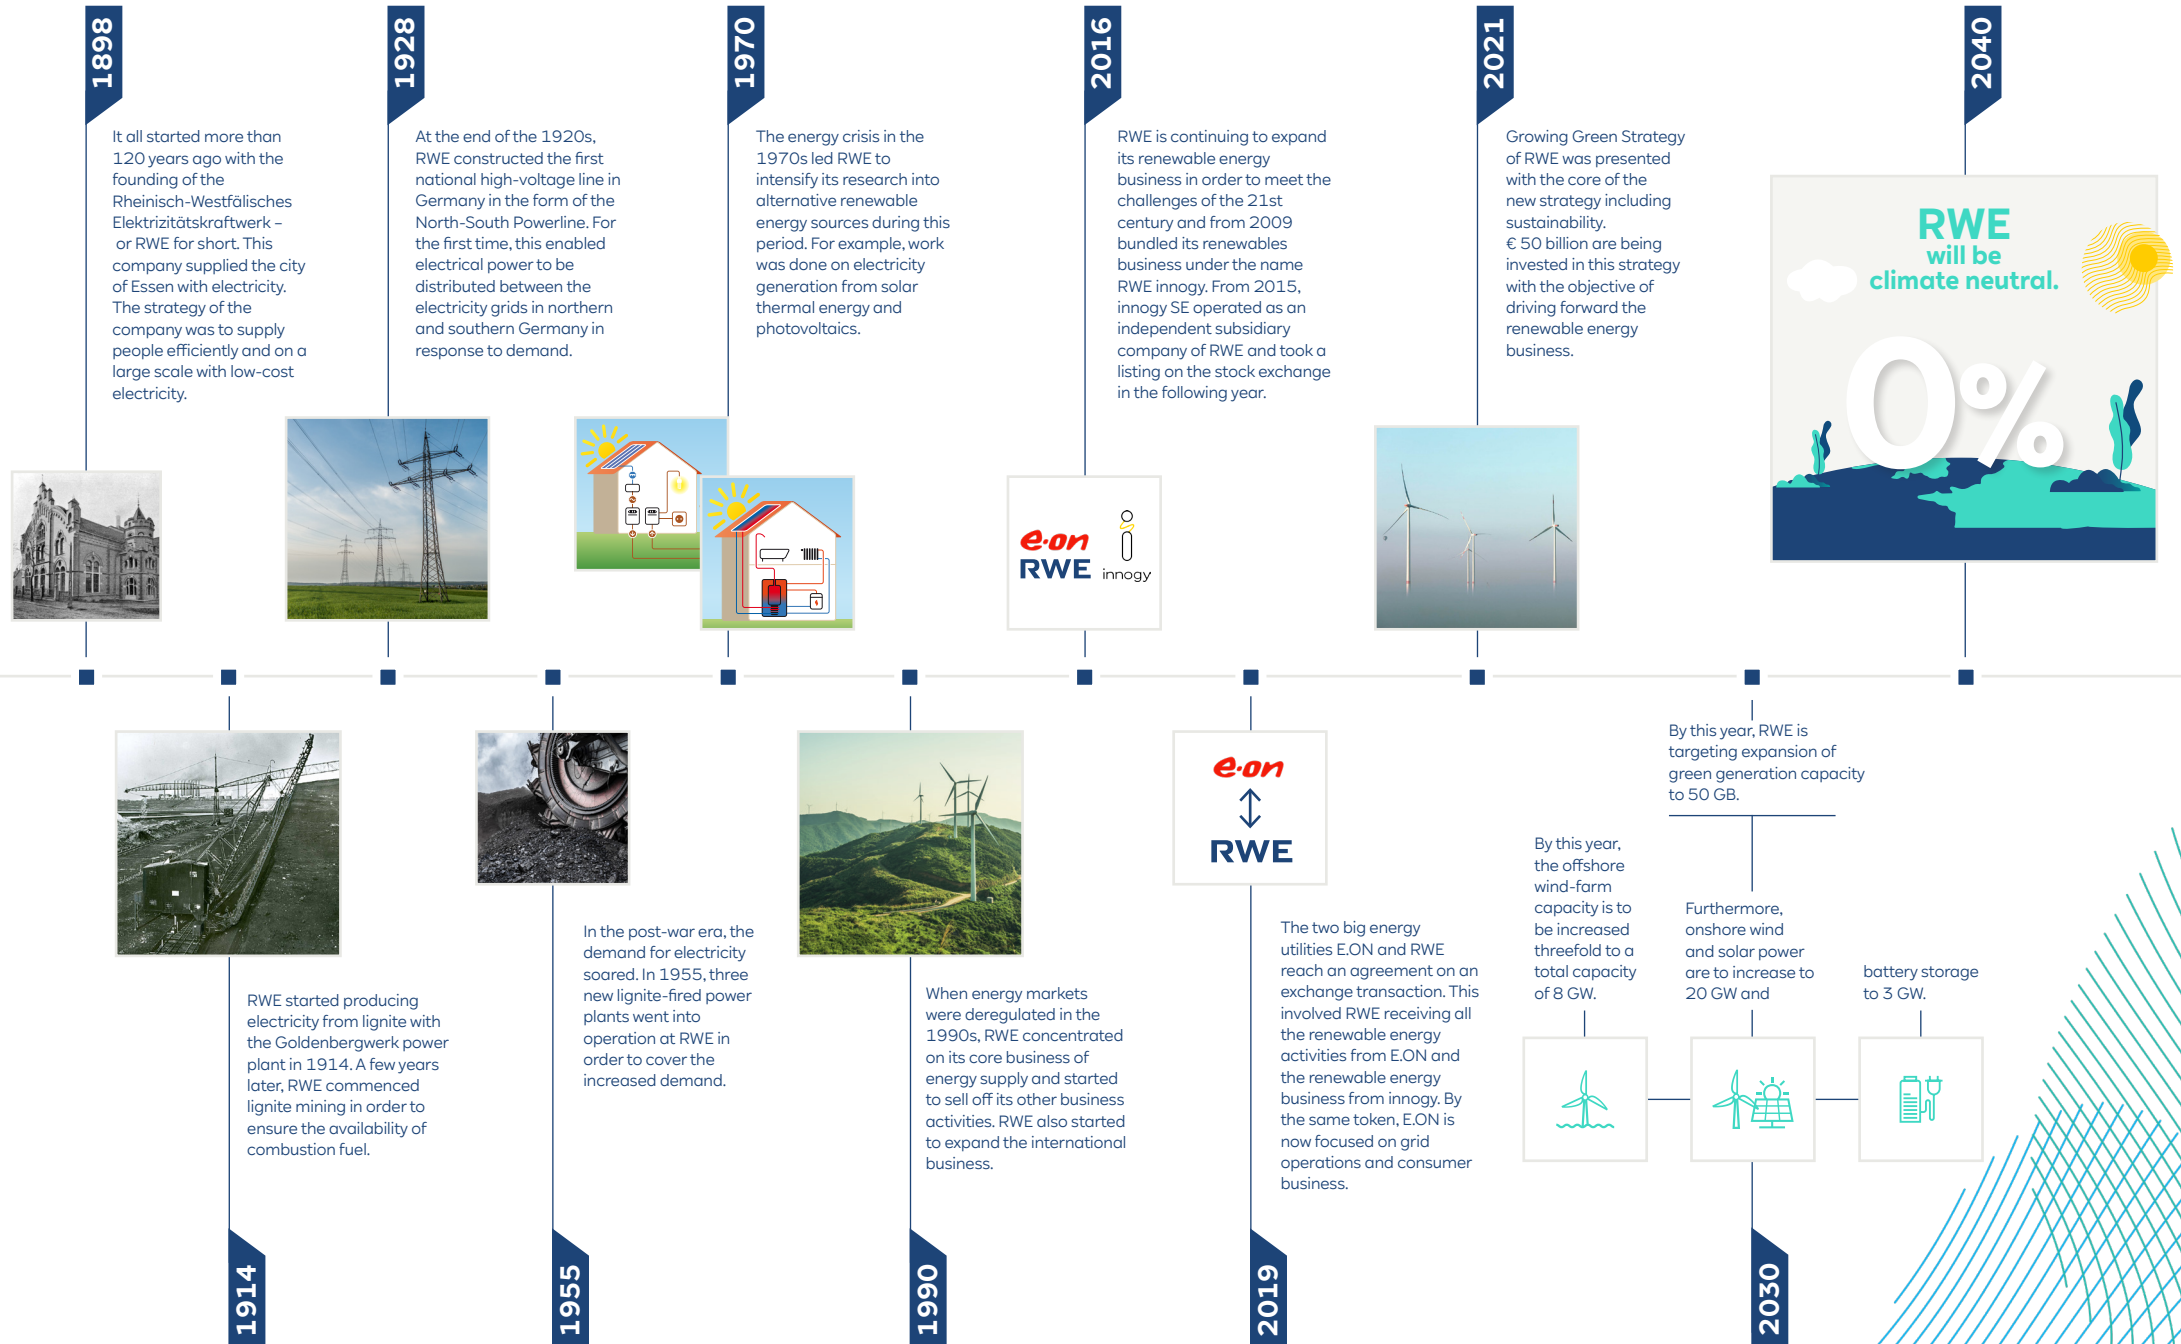 1898
It all started more than
120 years ago with the
founding of the
Rheinisch-Westfälisches
Elektrizitätskraftwerk –
or RWE for short. This
company supplied the city
of Essen with electricity.
The strategy of the
company was to supply
people efficiently and on a
large scale with low-cost
electricity.
1914
RWE started producing
electricity from lignite with
the Goldenbergwerk power
plant in 1914. A few years
later, RWE commenced
lignite mining in order to
ensure the availability of
combustion fuel.
1928
At the end of the 1920s,
RWE constructed the first
national high-voltage line in
Germany in the form of the
North-South Powerline. For
the first time, this enabled
electrical power to be
distributed between the
electricity grids in northern
and southern Germany in
response to demand.
1955
In the post-war era, the
demand for electricity
soared. In 1955, three
new lignite-fired power
plants went into
operation at RWE in
order to cover the
increased demand.
1970
The energy crisis in the
1970s led RWE to
intensify its research into
alternative renewable
energy sources during this
period. For example, work
was done on electricity
generation from solar
thermal energy and
photovoltaics.
1990
When energy markets
were deregulated in the
1990s, RWE concentrated
on its core business of
energy supply and started
to sell off its other business
activities. RWE also started
to expand the international
business.
2016
RWE is continuing to expand
its renewable energy
business in order to meet the
challenges of the 21st
century and from 2009
bundled its renewables
business under the name
RWE innogy. From 2015,
innogy SE operated as an
independent subsidiary
company of RWE and took a
listing on the stock exchange
in the following year.
e·on
RWE
innogy
2019
e·on
RWE
The two big energy
utilities E.ON and RWE
reach an agreement on an
exchange transaction. This
involved RWE receiving all
the renewable energy
activities from E.ON and
the renewable energy
business from innogy. By
the same token, E.ON is
now focused on grid
operations and consumer
business.
2021
Growing Green Strategy
of RWE was presented
with the core of the
new strategy including
sustainability.
€ 50 billion are being
invested in this strategy
with the objective of
driving forward the
renewable energy
business.
2030
By this year, RWE is
targeting expansion of
green generation capacity
to 50 GB.
By this year,
the offshore
wind-farm
capacity is to
be increased
threefold to a
total capacity
of 8 GW.
Furthermore,
onshore wind
and solar power
are to increase to
20 GW and
battery storage
to 3 GW.
2040
RWE
will be
climate neutral.
0%